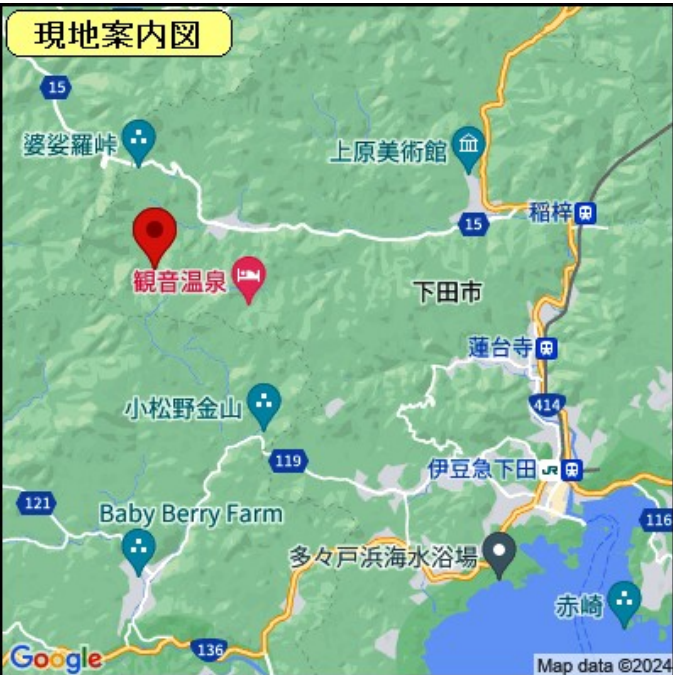 現地案内図
15
婆娑羅峠
上原美術館
15
稲梓
観音温泉
下田市
蓮台寺
小松野金山
414
119
伊豆急下田
JR
121
Baby Berry Farm
116
多々戸浜海水浴場
赤崎
136
Google
Map data ©2024